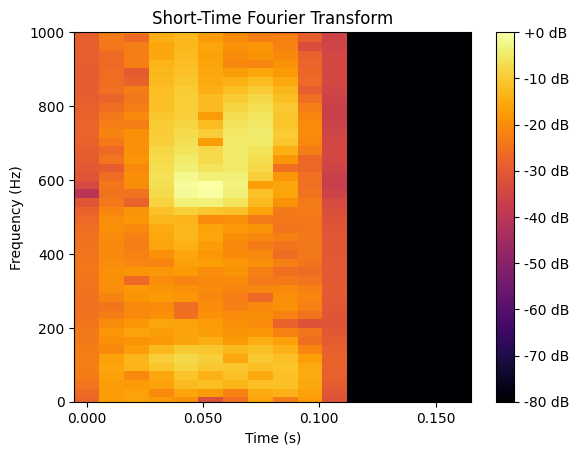 Short-Time Fourier Transform
Frequency (Hz)
1000
800
600
400
200
0
0.000
0.050
0.100
0.150
Time (s)
+0 dB
-10 dB
-20 dB
-30 dB
-40 dB
-50 dB
-60 dB
-70 dB
-80 dB